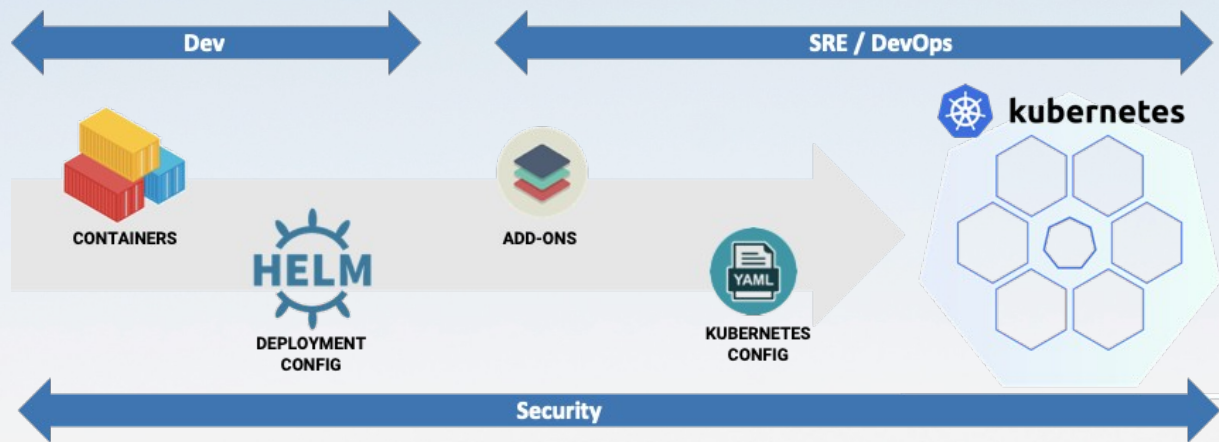 Dev
SRE / DevOps
kubernetes
CONTAINERS
HELM
DEPLOYMENT
CONFIG
ADD-ONS
YAML
KUBERNETES
CONFIG
Security